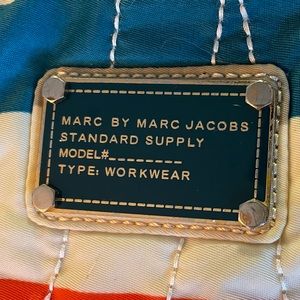 MARC BY MARC JACOBS
STANDARD SUPPLY
MODEL#_________
TYPE: WORKWEAR